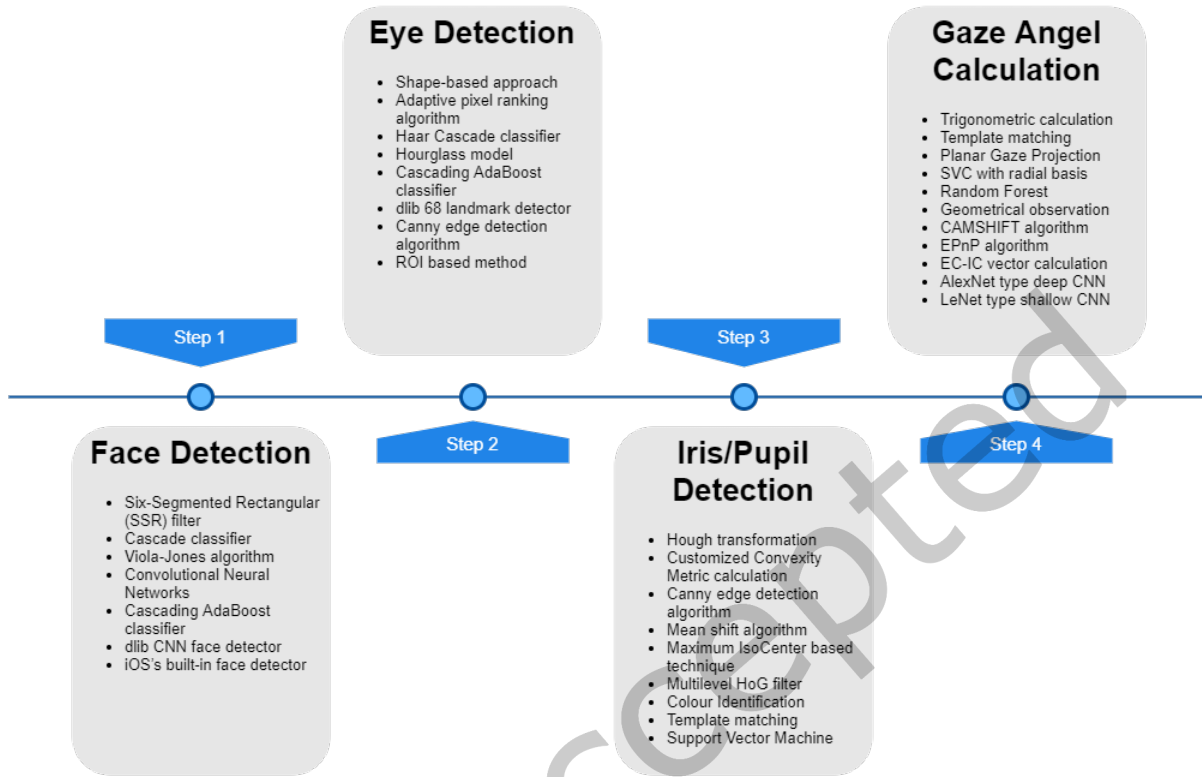 Eye Detection
• Shape-based approach
• Adaptive pixel ranking
algorithm
• Haar Cascade classifier
• Hourglass model
• Cascading AdaBoost
classifier
• dlib 68 landmark detector
• Canny edge detection
algorithm
• ROI based method
Gaze Angel
Calculation
• Trigonometric calculation
• Template matching
• Planar Gaze Projection
• SVC with radial basis
• Random Forest
• Geometrical observation
• CAMSHIFT algorithm
• EPnP algorithm
• EC-IC vector calculation
• AlexNet type deep CNN
• LeNet type shallow CNN
Step 1
Step 3
Step 2
Step 4
Face Detection
• Six-Segmented Rectangular
(SSR) filter
• Cascade classifier
• Viola-Jones algorithm
• Convolutional Neural
Networks
• Cascading AdaBoost
classifier
• dlib CNN face detector
• iOS's built-in face detector
Iris/Pupil
Detection
• Hough transformation
• Customized Convexity
Metric calculation
• Canny edge detection
algorithm
• Mean shift algorithm
• Maximum IsoCenter based
technique
• Multilevel HoG filter
• Colour Identification
• Template matching
• Support Vector Machine
ccepted